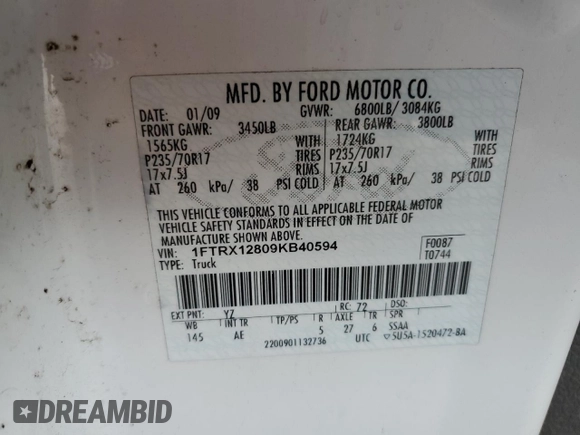 MFD. BY FORD MOTOR CO.
DATE: 01/09 GVWR: 6800LB/ 3084KG
FRONT GAWR: 3450LB REAR GAWR: 3800LB
1565KG WITH 1724KG WITH
P235/70R17 TIRES P235/70R17 TIRES
17x7.5J RIMS 17x7.5J RIMS
AT 260 kPa/ 38 PSI COLD AT 260 kPa/ 38 PSI COLD
THIS VEHICLE CONFORMS TO ALL APPLICABLE FEDERAL MOTOR
VEHICLE SAFETY STANDARDS IN EFFECT ON THE DATE OF
MANUFACTURE SHOWN ABOVE.
VIN: 1FTRX12809KB40594
TYPE: Truck
F0087
T0744
EXT PNT: YZ RC: 72 DSO:
WB INT TR TP/PS R AXLE TR SPR
145 AE 5 27 6 SSAA
2200901132736 UTC ▽5U5A-1520472-BA
DREAMBID